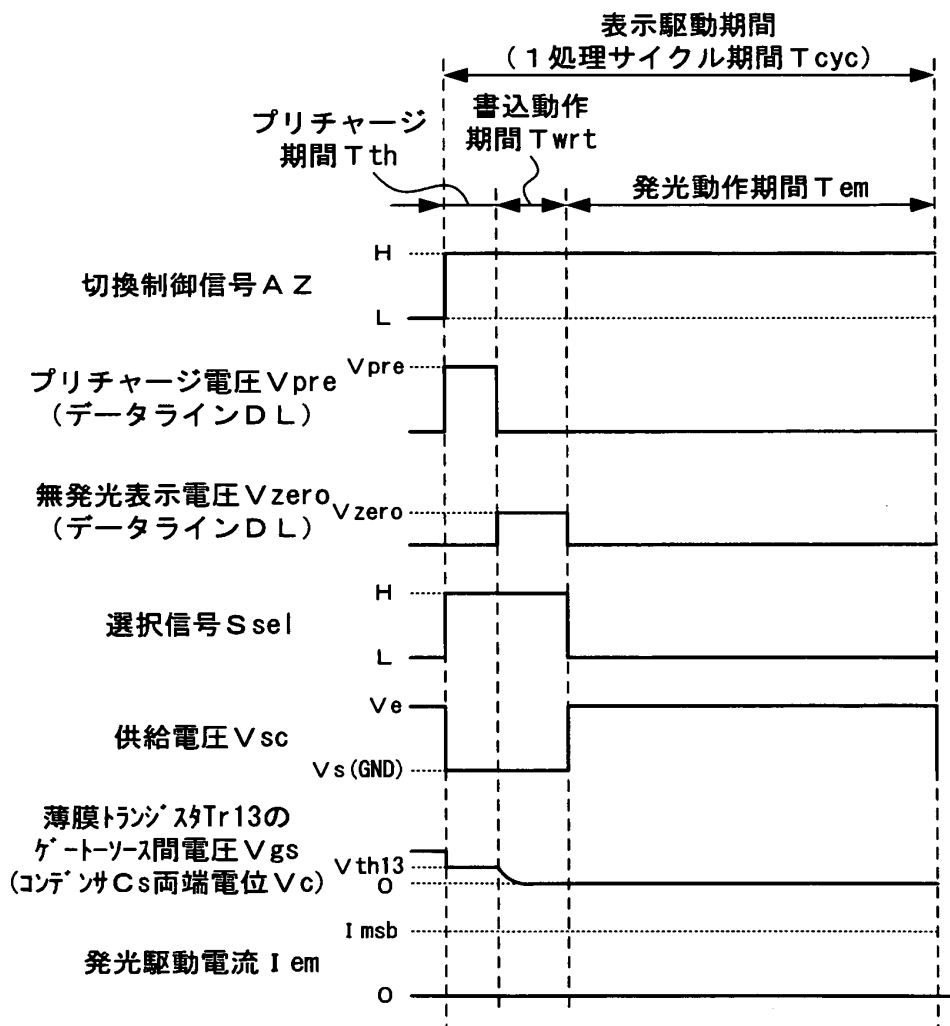 表示駆動期間
(1処理サイクル期間Tcyc)
プリチャージ
期間Tth
書込動作
期間Twrt
発光動作期間Tem
切換制御信号AZ
H
L
プリチャージ電圧Vpre
(データラインDL)
Vpre
無発光表示電圧Vzero
(データラインDL)
Vzero
選択信号Ssel
H
L
供給電圧Vsc
Ve
Vs(GND)
薄膜トランジスタTr13の
ゲートーソース間電圧Vgs
(コンデンサCs両端電位Vc)
Vth13
0
発光駆動電流Iem
Imsb
0